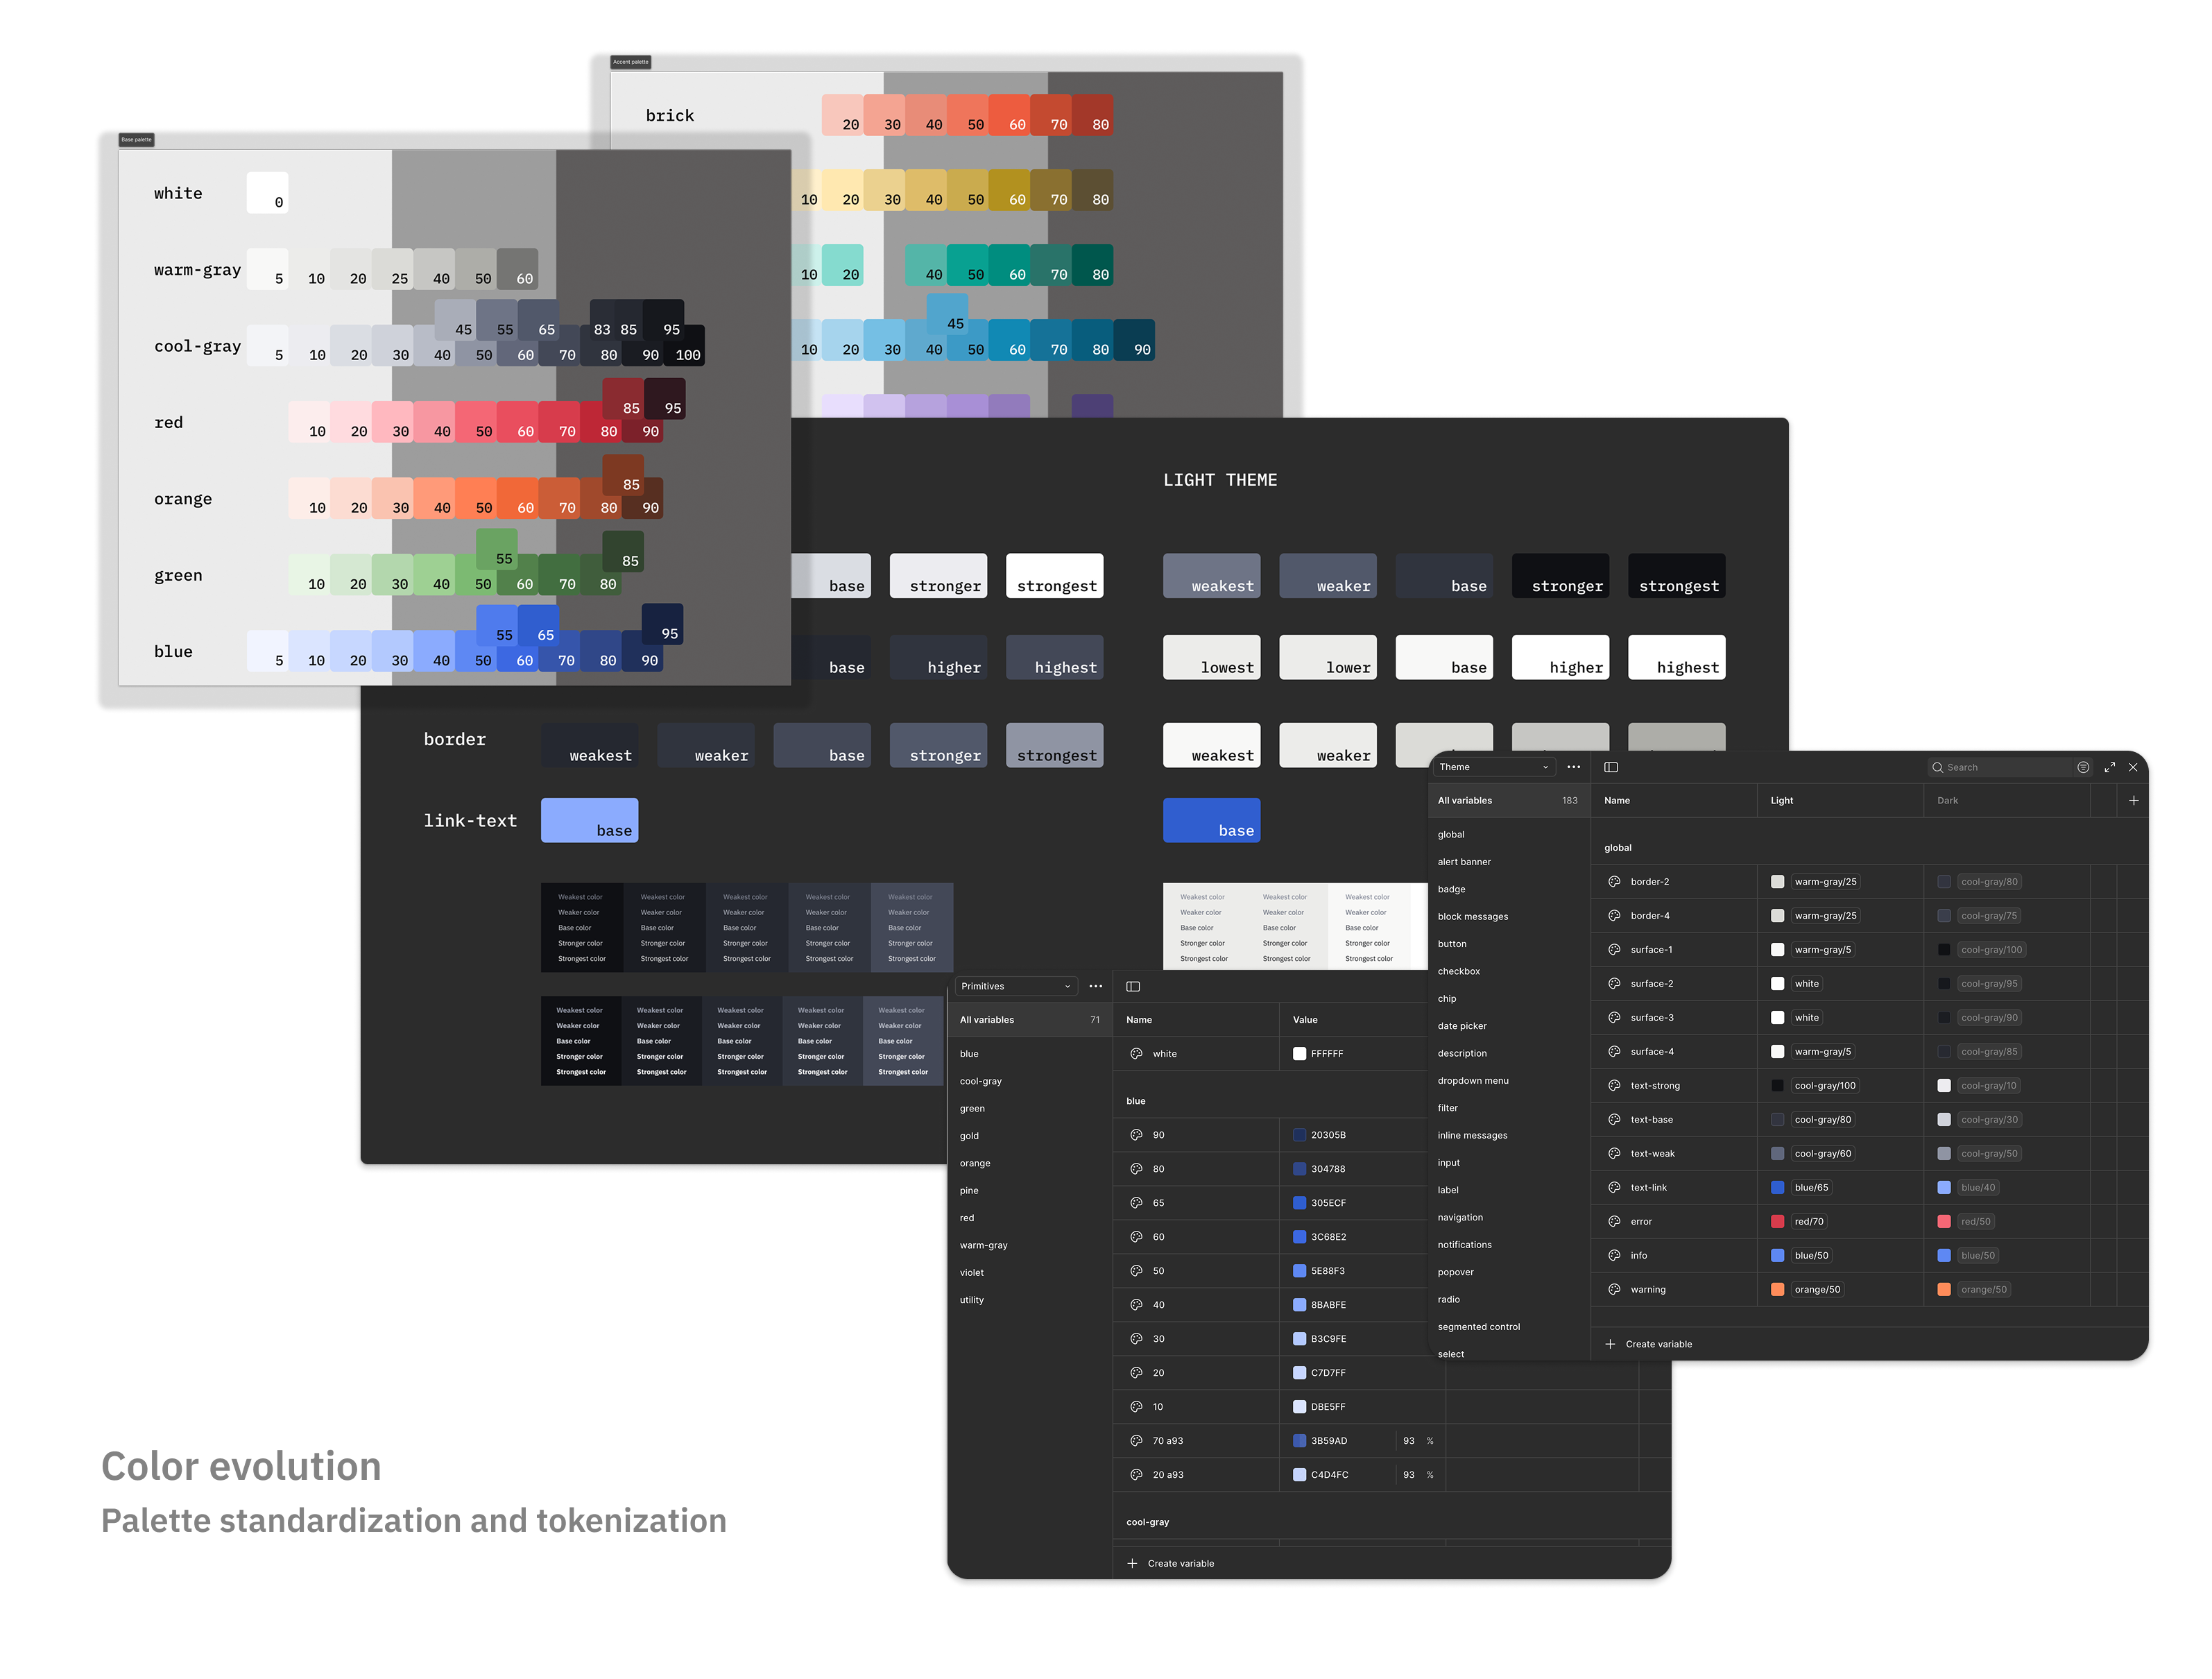 Accent palette
brick
20 30 40 50 60 70 80
10 20 30 40 50 60 70 80
10 20 40 50 60 70 80
45
10 20 30 40 50 60 70 80 90
Base palette
white
0
warm-gray
5 10 20 25 40 50 60
45 55 65 83 85 95
cool-gray
5 10 20 30 40 50 60 70 80 90 100
85 95
red
10 20 30 40 50 60 70 80 90
85
orange
10 20 30 40 50 60 70 80 90
55 85
green
10 20 30 40 50 60 70 80
55 65 95
blue
5 10 20 30 40 50 60 70 80 90
LIGHT THEME
base stronger strongest
weakest weaker base stronger strongest
base higher highest
lowest lower base higher highest
border
weakest weaker base stronger strongest
weakest weaker
link-text
base
base
Weakest color Weakest color Weakest color Weakest color Weakest color
Weaker color Weaker color Weaker color Weaker color Weaker color
Base color Base color Base color Base color Base color
Stronger color Stronger color Stronger color Stronger color Stronger color
Strongest color Strongest color Strongest color Strongest color Strongest color
Weakest color Weakest color Weakest color
Weaker color Weaker color Weaker color
Base color Base color Base color
Stronger color Stronger color Stronger color
Strongest color Strongest color Strongest color
Weakest color Weakest color Weakest color Weakest color Weakest color
Weaker color Weaker color Weaker color Weaker color Weaker color
Base color Base color Base color Base color Base color
Stronger color Stronger color Stronger color Stronger color Stronger color
Strongest color Strongest color Strongest color Strongest color Strongest color
Primitives
All variables 71
blue
cool-gray
green
gold
orange
pine
red
warm-gray
violet
utility
Name Value
white FFFFFF
blue
90 20305B
80 304788
65 305ECF
60 3C68E2
50 5E88F3
40 8BABFE
30 B3C9FE
20 C7D7FF
10 DBE5FF
70 a93 3B59AD 93 %
20 a93 C4D4FC 93 %
cool-gray
Create variable
Theme
Search
All variables 183
global
alert banner
badge
block messages
button
checkbox
chip
date picker
description
dropdown menu
filter
inline messages
input
label
navigation
notifications
popover
radio
segmented control
select
Name Light Dark
global
border-2 warm-gray/25 cool-gray/80
border-4 warm-gray/25 cool-gray/75
surface-1 warm-gray/5 cool-gray/100
surface-2 white cool-gray/95
surface-3 white cool-gray/90
surface-4 warm-gray/5 cool-gray/85
text-strong cool-gray/100 cool-gray/10
text-base cool-gray/80 cool-gray/30
text-weak cool-gray/60 cool-gray/50
text-link blue/65 blue/40
error red/70 red/50
info blue/50 blue/50
warning orange/50 orange/50
Create variable
Color evolution
Palette standardization and tokenization